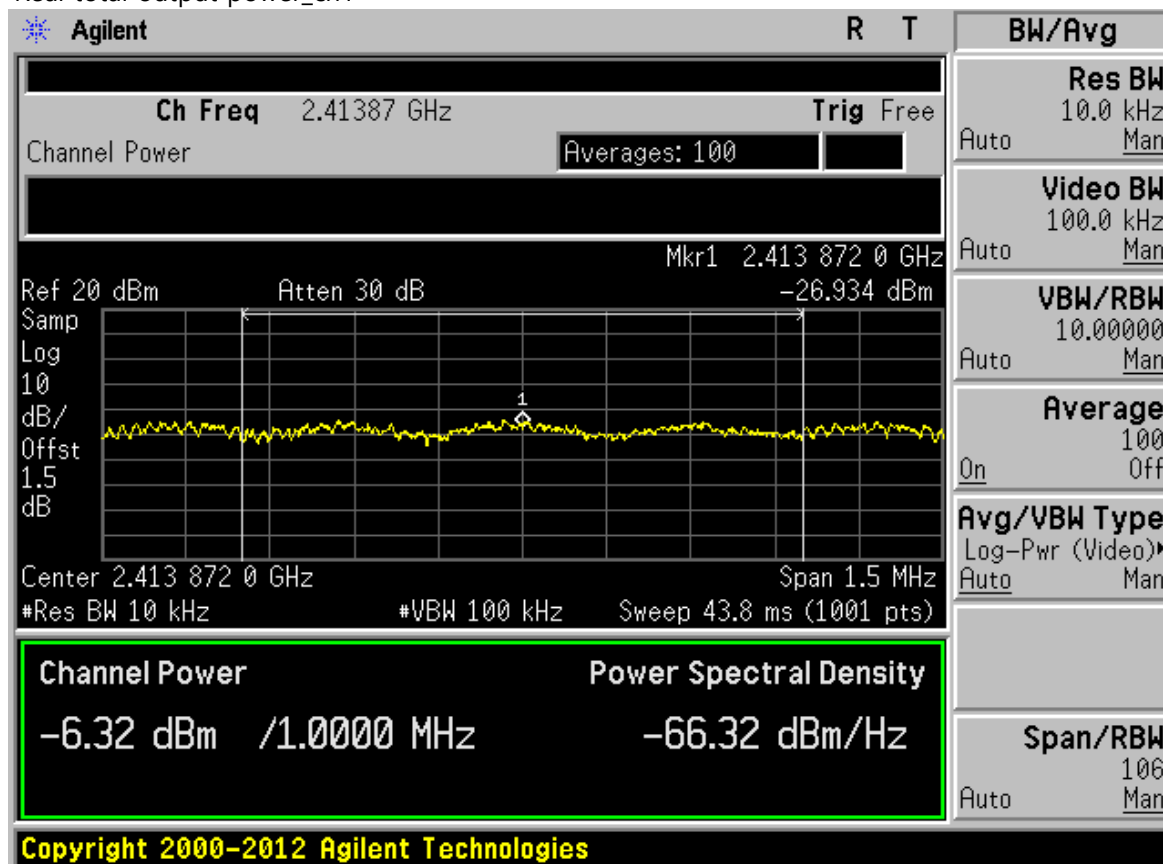 Agilent R T
BW/Avg
Ch Freq 2.41387 GHz Trig Free
Channel Power Averages: 100
Mkr1 2.413 872 0 GHz
Ref 20 dBm Atten 30 dB -26.934 dBm
Samp
Log
10
dB/
Offst
1.5
dB
1
Center 2.413 872 0 GHz Span 1.5 MHz
#Res BW 10 kHz #VBW 100 kHz Sweep 43.8 ms (1001 pts)
Channel Power Power Spectral Density
-6.32 dBm /1.0000 MHz -66.32 dBm/Hz
Copyright 2000-2012 Agilent Technologies
Res BW
10.0 kHz
Auto Man
Video BW
100.0 kHz
Auto Man
VBW/RBW
10.00000
Auto Man
Average
100
On Off
Avg/VBW Type
Log-Pwr (Video)
Auto Man
Span/RBW
106
Auto Man